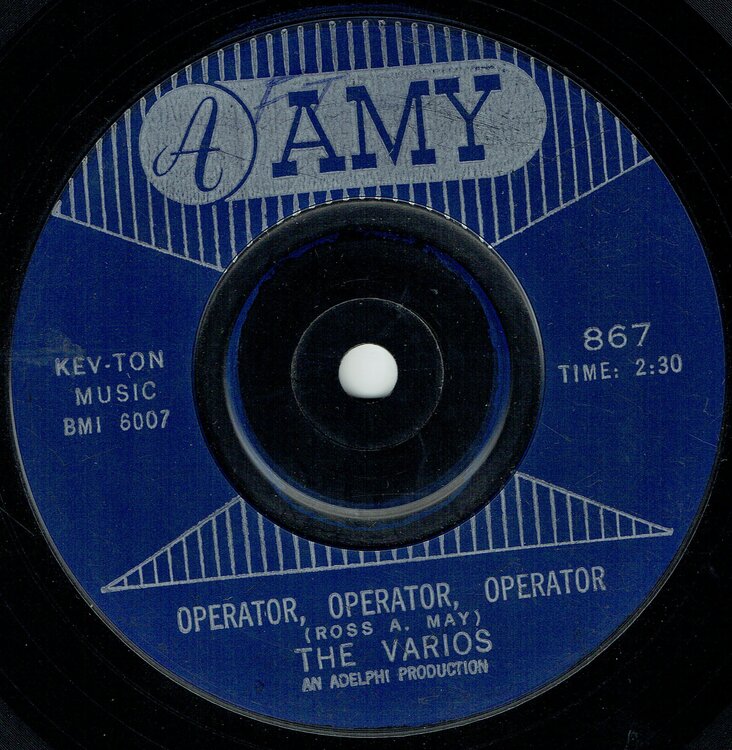 A AMY
KEV-TON
MUSIC
BMI 6007
867
TIME: 2:30
OPERATOR, OPERATOR, OPERATOR
(ROSS A. MAY)
THE VARIOS
AN ADELPHI PRODUCTION